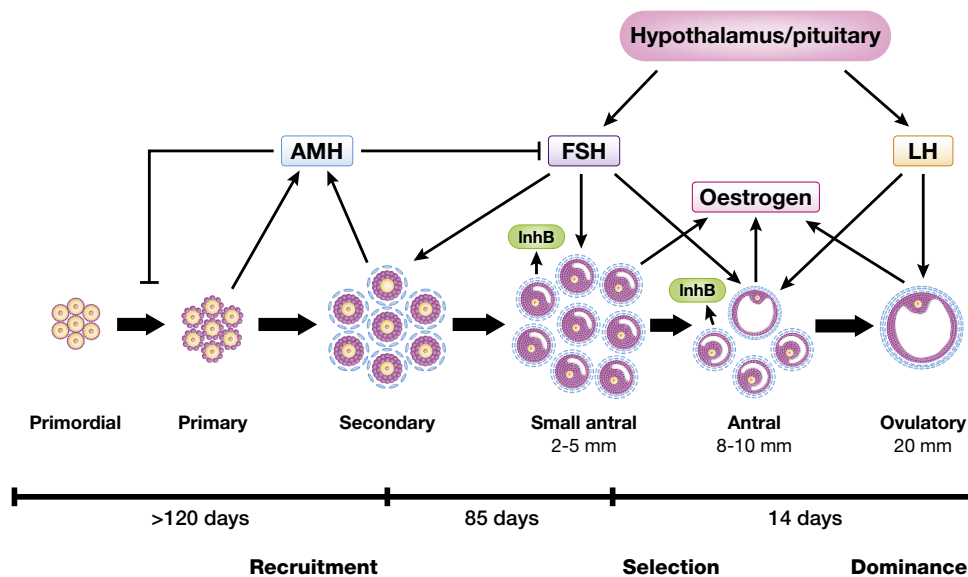 Hypothalamus/pituitary
AMH
FSH
LH
Oestrogen
InhB
InhB
Primordial
Primary
Secondary
Small antral
2-5 mm
Antral
8-10 mm
Ovulatory
20 mm
>120 days
85 days
14 days
Recruitment
Selection
Dominance